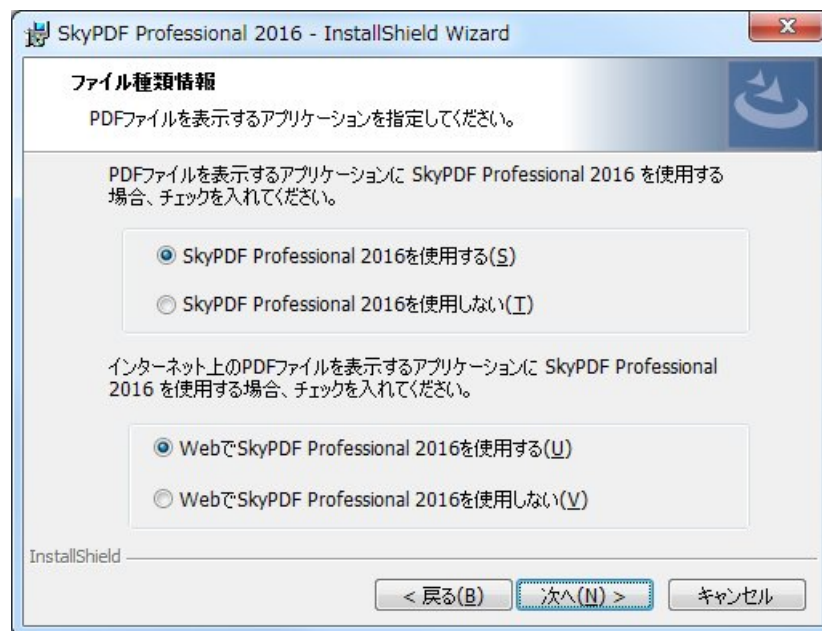 SkyPDF Professional 2016 - InstallShield Wizard
ファイル種類情報
PDFファイルを表示するアプリケーションを指定してください。
PDFファイルを表示するアプリケーションに SkyPDF Professional 2016 を使用する
場合、チェックを入れてください。
SkyPDF Professional 2016を使用する(S)
SkyPDF Professional 2016を使用しない(T)
インターネット上のPDFファイルを表示するアプリケーションに SkyPDF Professional
2016 を使用する場合、チェックを入れてください。
WebでSkyPDF Professional 2016を使用する(U)
WebでSkyPDF Professional 2016を使用しない(V)
InstallShield
< 戻る(B) 次へ(N) > キャンセル